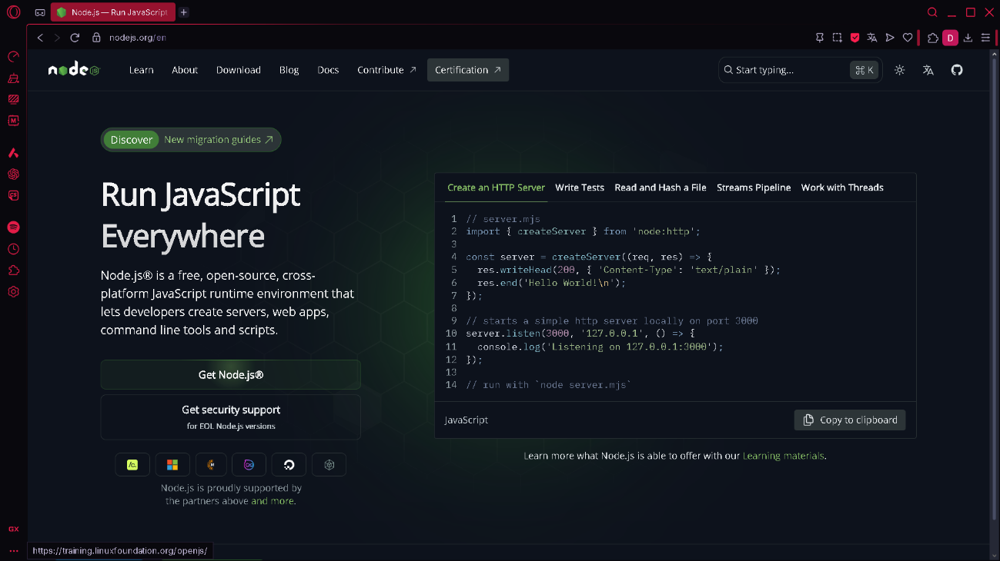 Node.js — Run JavaScript
nodejs.org/en
node JS
Learn About Download Blog Docs Contribute Certification
Start typing... ⌘ K
D
M
Discover New migration guides
Run JavaScript
Everywhere
Node.js® is a free, open-source, cross-
platform JavaScript runtime environment that
lets developers create servers, web apps,
command line tools and scripts.
Get Node.js®
Get security support
for EOL Node.js versions
Node.js is proudly supported by
the partners above and more.
Create an HTTP Server Write Tests Read and Hash a File Streams Pipeline Work with Threads
1 // server.mjs
2 import { createServer } from 'node:http';
3
4 const server = createServer((req, res) => {
5 res.writeHead(200, { 'Content-Type': 'text/plain' });
6 res.end('Hello World!\n');
7 });
8
9 // starts a simple http server locally on port 3000
10 server.listen(3000, '127.0.0.1', () => {
11 console.log('Listening on 127.0.0.1:3000');
12 });
13
14 // run with `node server.mjs`
JavaScript Copy to clipboard
Learn more what Node.js is able to offer with our Learning materials.
GX
https://training.linuxfoundation.org/openjs/